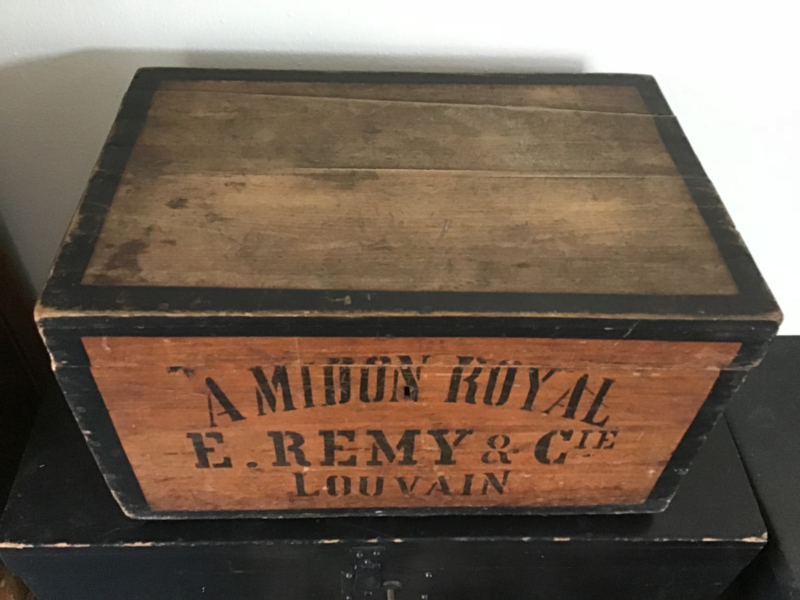 AMIDON ROYAL
E. REMY & CIE
LOUVAIN